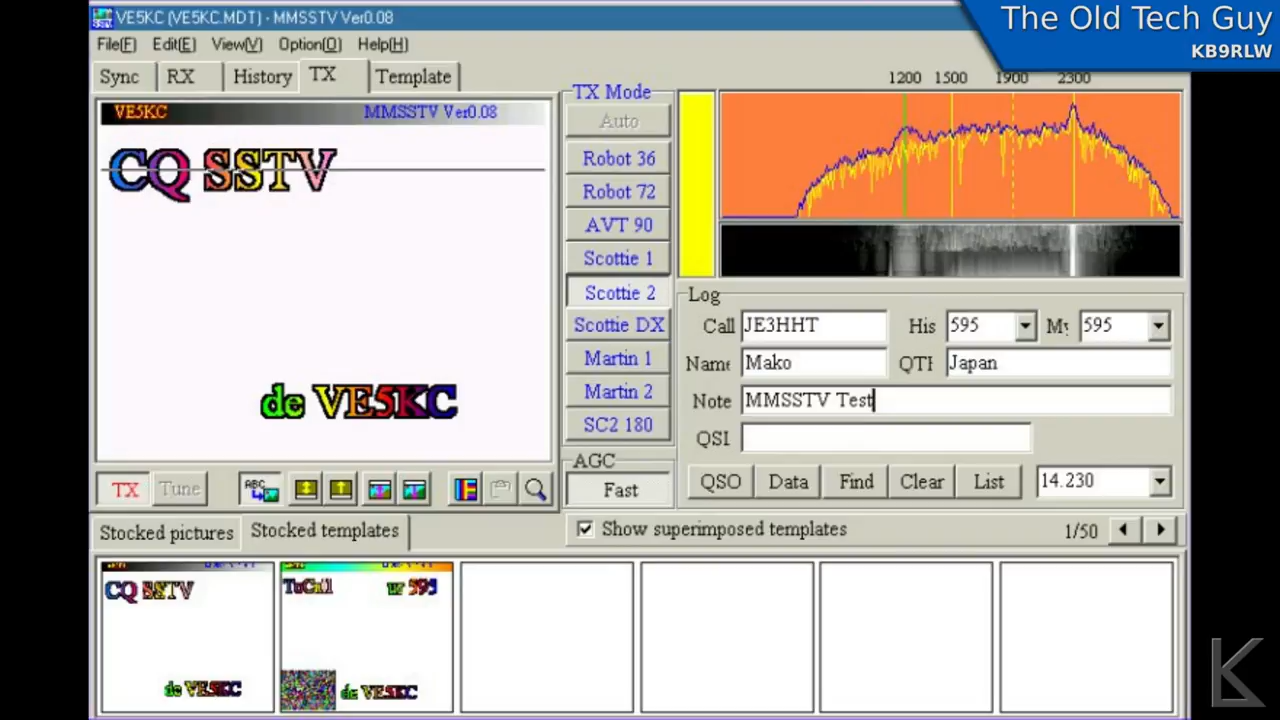 The Old Tech Guy
KB9RLW
VE5KC (VE5KC.MDT) - MMSSTV Ver0.08
File(F) Edit(E) View(V) Option(O) Help(H)
Sync RX History TX Template
1200 1500 1900 2300
VE5KC MMSSTV Ver0.08
CQ SSTV
de VE5KC
TX Mode
Auto
Robot 36
Robot 72
AVT 90
Scottie 1
Scottie 2
Scottie DX
Martin 1
Martin 2
SC2 180
AGC
Fast
Log
Call JE3HHT His 595 My 595
Name Mako QTH Japan
Note MMSSTV Test
QSL
QSO Data Find Clear List 14.230
TX Tune ABC
Stocked pictures Stocked templates
Show superimposed templates 1/50
CQ SSTV
de VE5KC
ToCall ur 595
de VE5KC
K